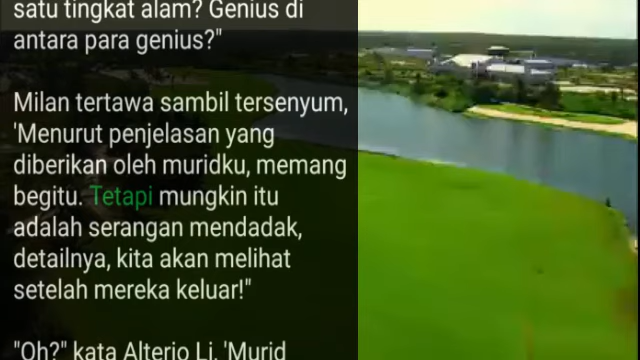 satu tingkat alam? Genius di
antara para genius?"
Milan tertawa sambil tersenyum,
'Menurut penjelasan yang
diberikan oleh muridku, memang
begitu. Tetapi mungkin itu
adalah serangan mendadak,
detailnya, kita akan melihat
setelah mereka keluar!"
"Oh?" kata Alterio Li, 'Murid